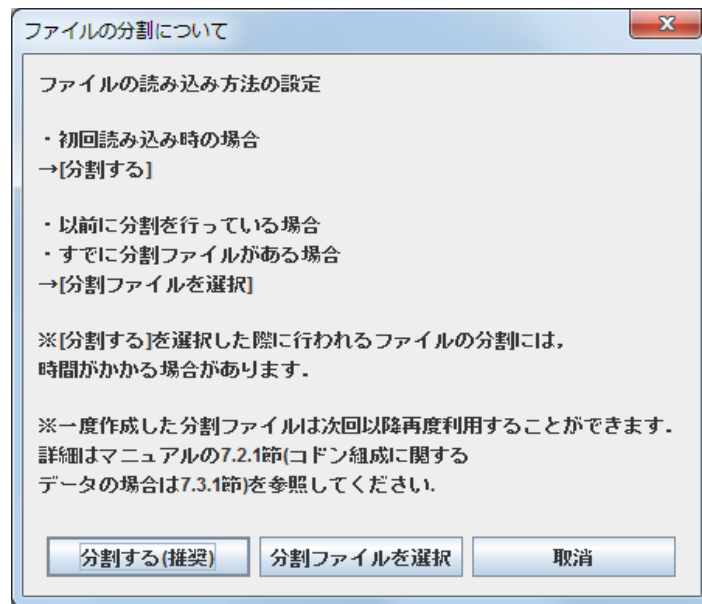 ファイルの分割について
ファイルの読み込み方法の設定
・初回読み込み時の場合
→[分割する]
・以前に分割を行っている場合
・すでに分割ファイルがある場合
→[分割ファイルを選択]
※[分割する]を選択した際に行われるファイルの分割には,
時間がかかる場合があります.
※一度作成した分割ファイルは次回以降再度利用することができます.
詳細はマニュアルの7.2.1節(コドン組成に関する
データの場合は7.3.1節)を参照してください.
分割する(推奨) 分割ファイルを選択 取消